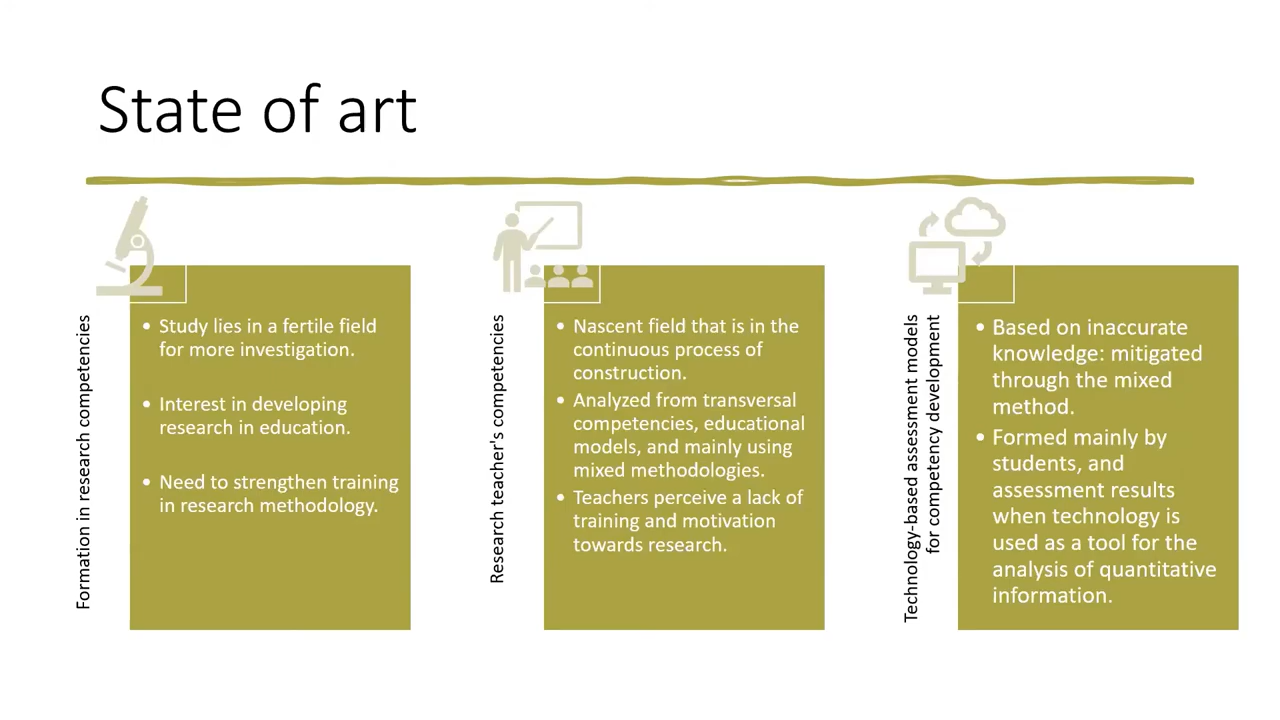 State of art
Formation in research competencies
• Study lies in a fertile field
for more investigation.
• Interest in developing
research in education.
• Need to strengthen training
in research methodology.
Research teacher's competencies
• Nascent field that is in the
continuous process of
construction.
• Analyzed from transversal
competencies, educational
models, and mainly using
mixed methodologies.
• Teachers perceive a lack of
training and motivation
towards research.
Technology-based assessment models
for competency development
• Based on inaccurate
knowledge: mitigated
through the mixed
method.
• Formed mainly by
students, and
assessment results
when technology is
used as a tool for the
analysis of quantitative
information.